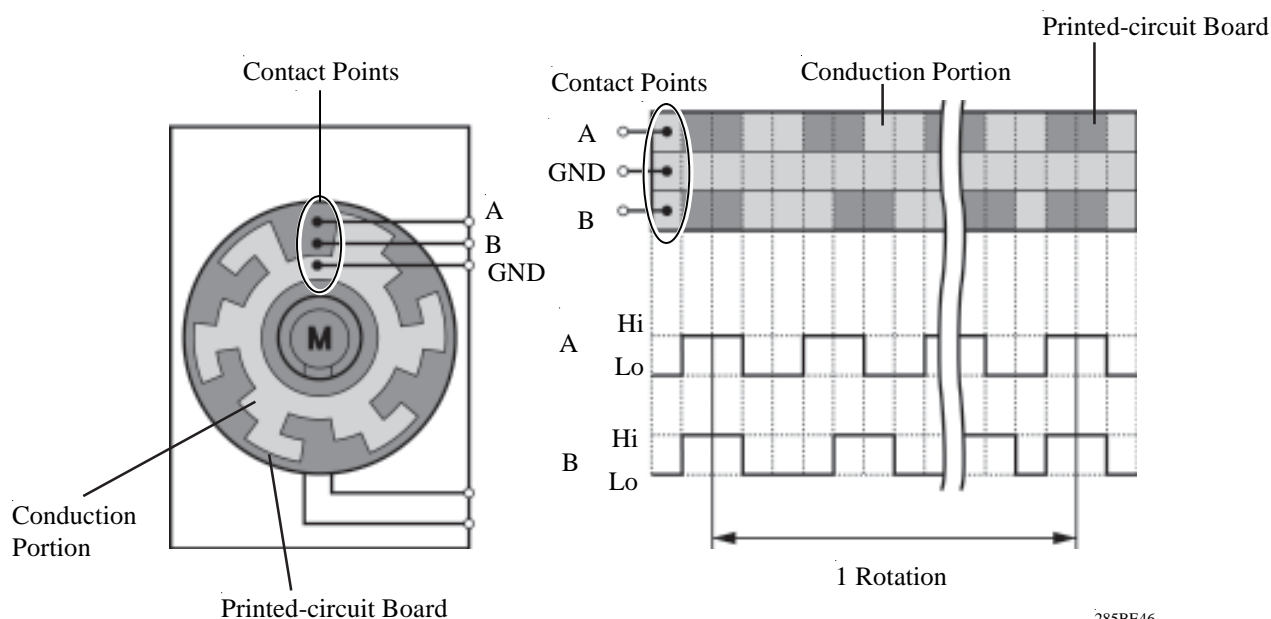 Printed-circuit Board
Contact Points
Contact Points
Conduction Portion
A
GND
B
A
B
GND
M
Hi
A
Lo
Hi
B
Lo
Conduction
Portion
1 Rotation
Printed-circuit Board